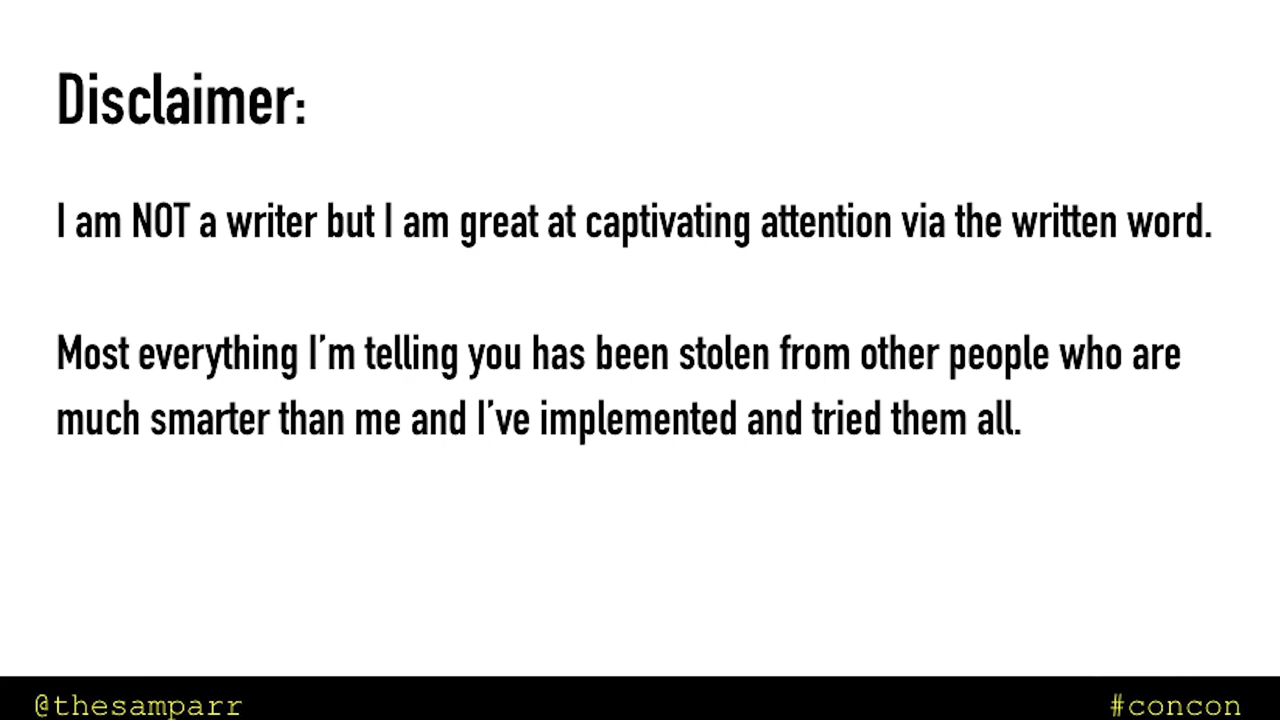 Disclaimer:
I am NOT a writer but I am great at captivating attention via the written word.
Most everything I’m telling you has been stolen from other people who are
much smarter than me and I’ve implemented and tried them all.
@thesamparr
#concon